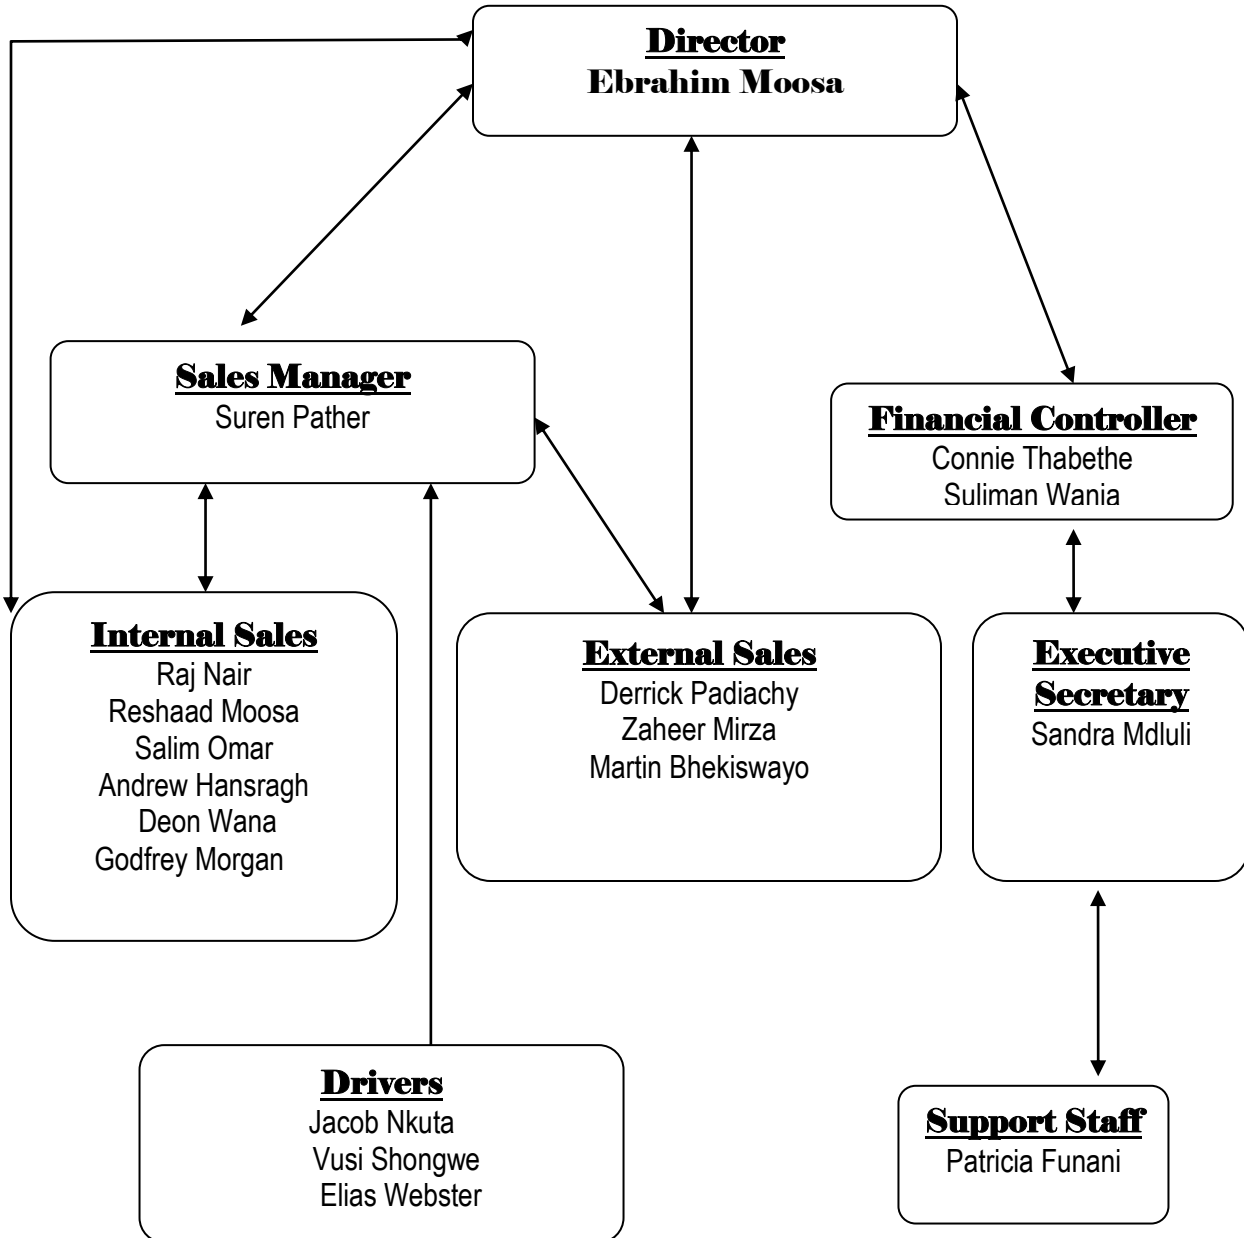 Director
Ebrahim Moosa
Sales Manager
Suren Pather
Financial Controller
Connie Thabethe
Suliman Wania
Internal Sales
Raj Nair
Reshaad Moosa
Salim Omar
Andrew Hansragh
Deon Wana
Godfrey Morgan
External Sales
Derrick Padiachy
Zaheer Mirza
Martin Bhekiswayo
Executive
Secretary
Sandra Mdluli
Drivers
Jacob Nkuta
Vusi Shongwe
Elias Webster
Support Staff
Patricia Funani